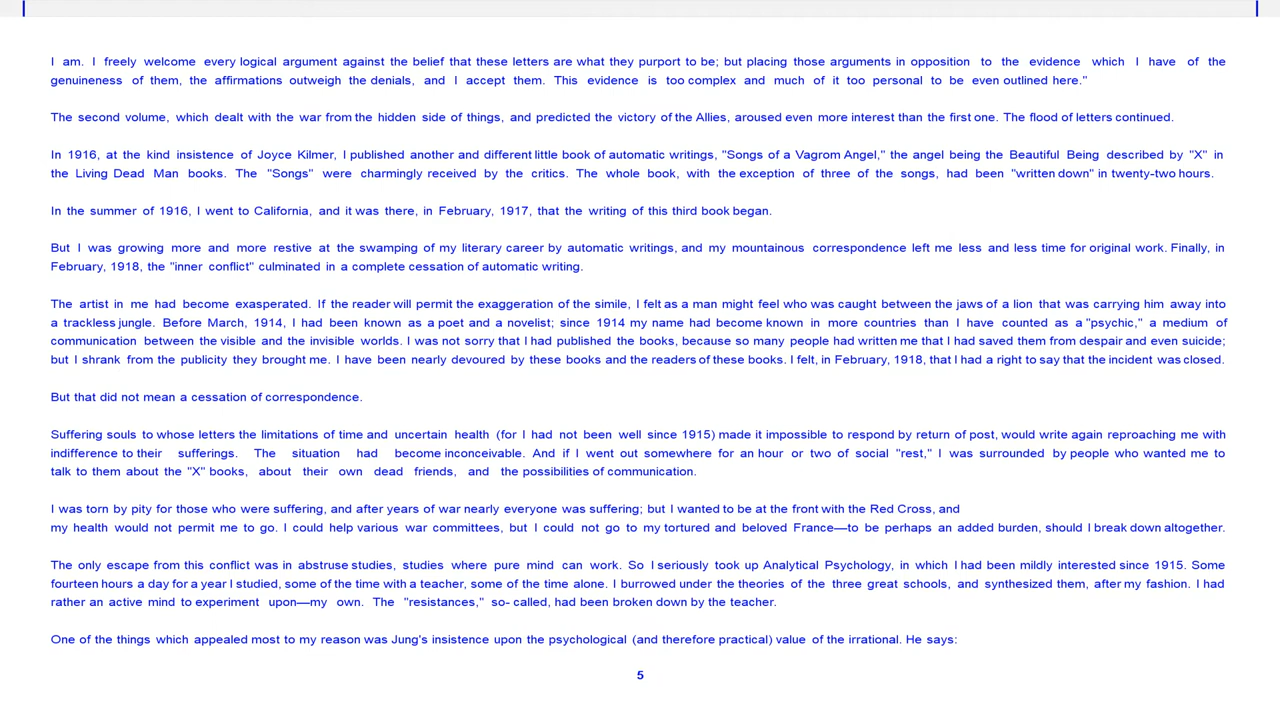 I am. I freely welcome every logical argument against the belief that these letters are what they purport to be; but placing those arguments in opposition to the evidence which I have of the
genuineness of them, the affirmations outweigh the denials, and I accept them. This evidence is too complex and much of it too personal to be even outlined here."
The second volume, which dealt with the war from the hidden side of things, and predicted the victory of the Allies, aroused even more interest than the first one. The flood of letters continued.
In 1916, at the kind insistence of Joyce Kilmer, I published another and different little book of automatic writings, "Songs of a Vagrom Angel," the angel being the Beautiful Being described by "X" in
the Living Dead Man books. The "Songs" were charmingly received by the critics. The whole book, with the exception of three of the songs, had been "written down" in twenty-two hours.
In the summer of 1916, I went to California, and it was there, in February, 1917, that the writing of this third book began.
But I was growing more and more restive at the swamping of my literary career by automatic writings, and my mountainous correspondence left me less and less time for original work. Finally, in
February, 1918, the "inner conflict" culminated in a complete cessation of automatic writing.
The artist in me had become exasperated. If the reader will permit the exaggeration of the simile, I felt as a man might feel who was caught between the jaws of a lion that was carrying him away into
a trackless jungle. Before March, 1914, I had been known as a poet and a novelist; since 1914 my name had become known in more countries than I have counted as a "psychic," a medium of
communication between the visible and the invisible worlds. I was not sorry that I had published the books, because so many people had written me that I had saved them from despair and even suicide;
but I shrank from the publicity they brought me. I have been nearly devoured by these books and the readers of these books. I felt, in February, 1918, that I had a right to say that the incident was closed.
But that did not mean a cessation of correspondence.
Suffering souls to whose letters the limitations of time and uncertain health (for I had not been well since 1915) made it impossible to respond by return of post, would write again reproaching me with
indifference to their sufferings. The situation had become inconceivable. And if I went out somewhere for an hour or two of social "rest," I was surrounded by people who wanted me to
talk to them about the "X" books, about their own dead friends, and the possibilities of communication.
I was torn by pity for those who were suffering, and after years of war nearly everyone was suffering; but I wanted to be at the front with the Red Cross, and
my health would not permit me to go. I could help various war committees, but I could not go to my tortured and beloved France—to be perhaps an added burden, should I break down altogether.
The only escape from this conflict was in abstruse studies, studies where pure mind can work. So I seriously took up Analytical Psychology, in which I had been mildly interested since 1915. Some
fourteen hours a day for a year I studied, some of the time with a teacher, some of the time alone. I burrowed under the theories of the three great schools, and synthesized them, after my fashion. I had
rather an active mind to experiment upon—my own. The "resistances," so- called, had been broken down by the teacher.
One of the things which appealed most to my reason was Jung's insistence upon the psychological (and therefore practical) value of the irrational. He says:
5